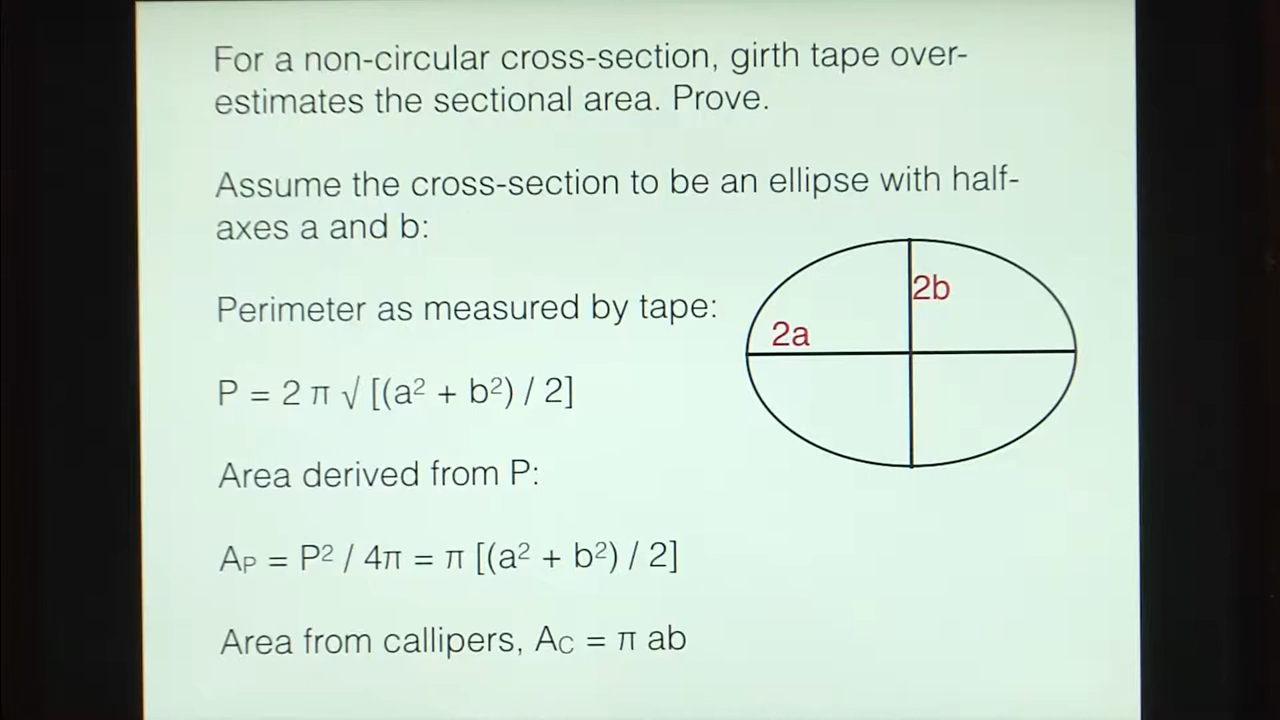 For a non-circular cross-section, girth tape over-
estimates the sectional area. Prove.
Assume the cross-section to be an ellipse with half-
axes a and b:
Perimeter as measured by tape:
P = 2 π √ [(a² + b²) / 2]
2b
2a
Area derived from P:
AP = P² / 4π = π [(a² + b²) / 2]
Area from callipers, AC = π ab